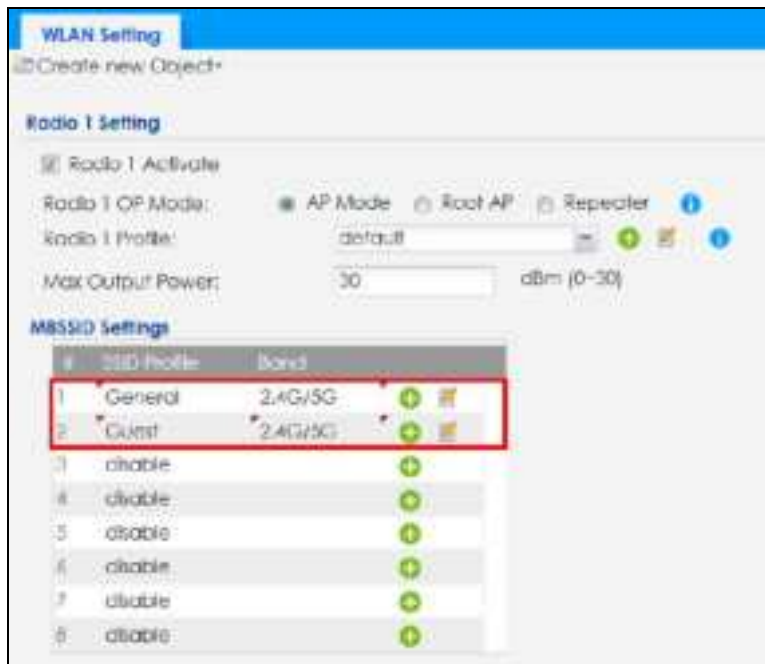 WLAN Setting
Create new Object
Radio 1 Setting
Radio 1 Activate
Radio 1 OP Mode: AP Mode Root AP Repeater
Radio 1 Profile: default
Max Output Power: 30 dBm (0~30)
MBSSID Settings
# SSID Profile Band
1 General 2.4G/5G
2 Guest 2.4G/5G
3 disable
4 disable
5 disable
6 disable
7 disable
8 disable